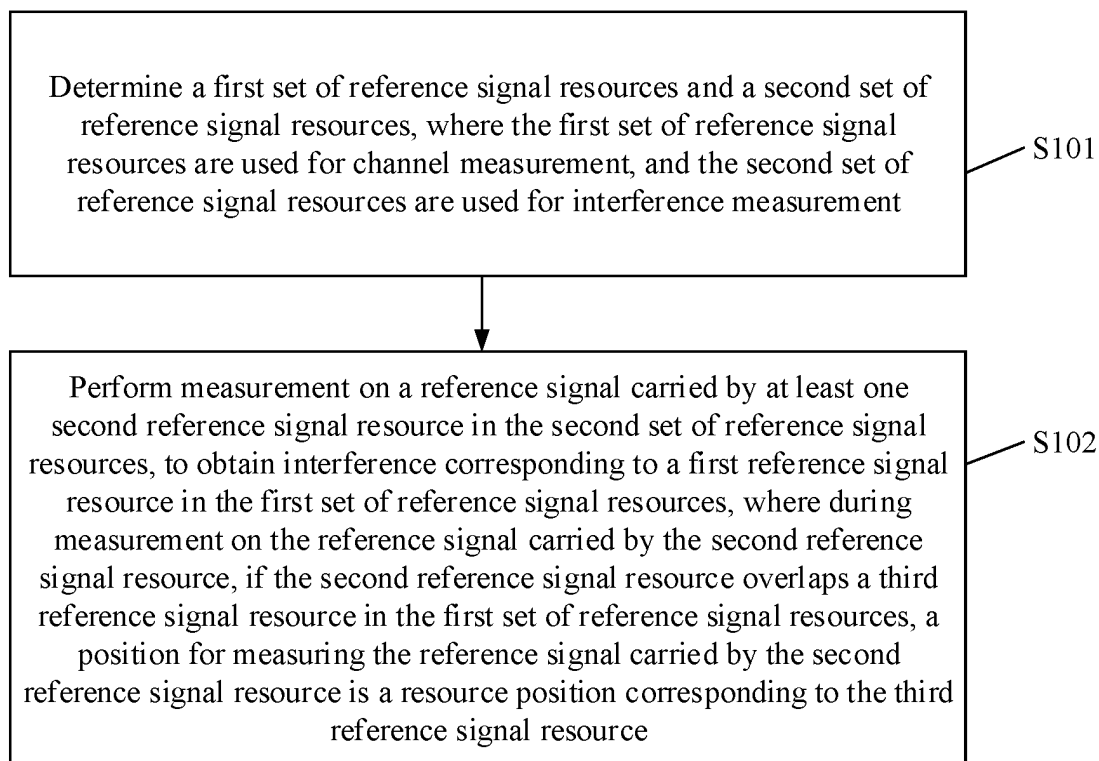 Determine a first set of reference signal resources and a second set of
reference signal resources, where the first set of reference signal
resources are used for channel measurement, and the second set of
reference signal resources are used for interference measurement
S101
Perform measurement on a reference signal carried by at least one
second reference signal resource in the second set of reference signal
resources, to obtain interference corresponding to a first reference signal
resource in the first set of reference signal resources, where during
measurement on the reference signal carried by the second reference
signal resource, if the second reference signal resource overlaps a third
reference signal resource in the first set of reference signal resources, a
position for measuring the reference signal carried by the second
reference signal resource is a resource position corresponding to the third
reference signal resource
S102